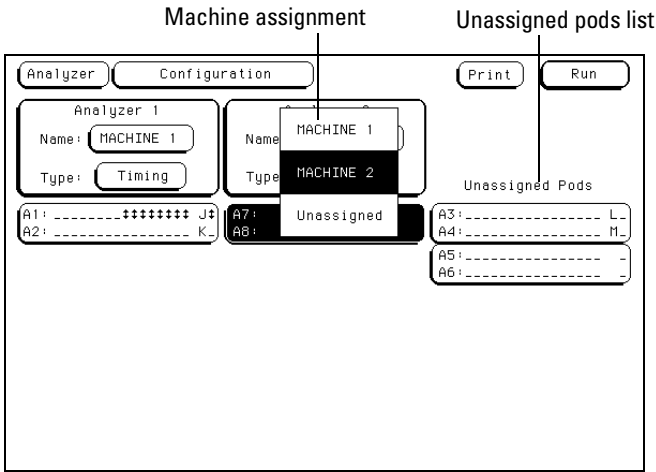 Machine assignment
Unassigned pods list
Analyzer Configuration Print Run
Analyzer 1
Name: MACHINE 1
Type: Timing
Name
Type
MACHINE 1
MACHINE 2
Unassigned
Unassigned Pods
A1: _______‡‡‡‡‡‡‡‡ J‡
A2: ________________ K_
A7:
A8:
A3: ________________ L_
A4: ________________ M_
A5: ________________ _
A6: ________________ _